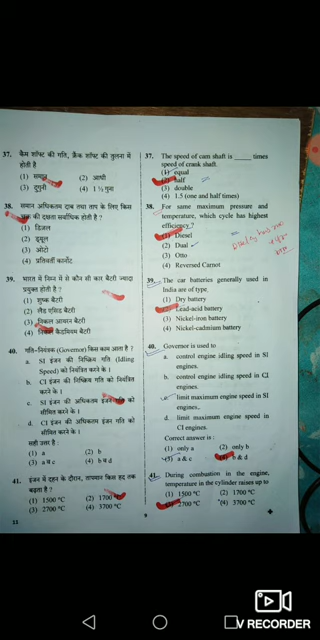 37. कैम शॉफ्ट की गति, क्रैंक शॉफ्ट की तुलना में
होती है
(1) समान (2) आधी
(3) दुगुनी (4) 1 ½ गुना
38. समान अधिकतम दाब तथा ताप के लिए किस
की दक्षता सर्वाधिक होती है ?
(1) डिजल
(2) ड्यूल
(3) ओटो
(4) प्रतिवर्ती कार्नोट
39. भारत में निम्न में से कौन सी कार बैटरी ज्यादा
प्रयुक्त होती है ?
(1) शुष्क बैटरी
(2) लैड एसिड बैटरी
(3) निकल आयरन बैटरी
(4) निकल कैडमियम बैटरी
40. गति-नियंत्रक (Governor) किस काम आता है ?
a. SI इंजन की निष्क्रिय गति (Idling
Speed) को नियंत्रित करने के ।
b. CI इंजन की निष्क्रिय गति को नियंत्रित
करने के ।
c. SI इंजन की अधिकतम इंजन गति को
सीमित करने के ।
d. CI इंजन की अधिकतम इंजन गति को
सीमित करने के ।
सही उत्तर है :
(1) a (2) b
(3) a व c (4) b व d
41. इंजन में दहन के दौरान, तापमान किस हद तक
बढ़ता है ?
(1) 1500 °C (2) 1700 °C
(3) 2700 °C (4) 3700 °C
37. The speed of cam shaft is _____ times
speed of crank shaft.
(1) equal
(2) half
(3) double
(4) 1.5 (one and half times)
38. For same maximum pressure and
temperature, which cycle has highest
efficiency ?
(1) Diesel
(2) Dual
(3) Otto
(4) Reversed Carnot
39. The car batteries generally used in
India are of type.
(1) Dry battery
Lead-acid battery
(3) Nickel-iron battery
(4) Nickel-cadmium battery
40. Governor is used to
a. control engine idling speed in SI
engines.
b. control engine idling speed in CI
engines.
c. limit maximum engine speed in SI
engines.
d. limit maximum engine speed in
CI engines.
Correct answer is :
(1) only a (2) only b
(3) a & c (4) b & d
41. During combustion in the engine,
temperature in the cylinder raises up to
(1) 1500 °C (2) 1700 °C
(3) 2700 °C (4) 3700 °C
9
V RECORDER